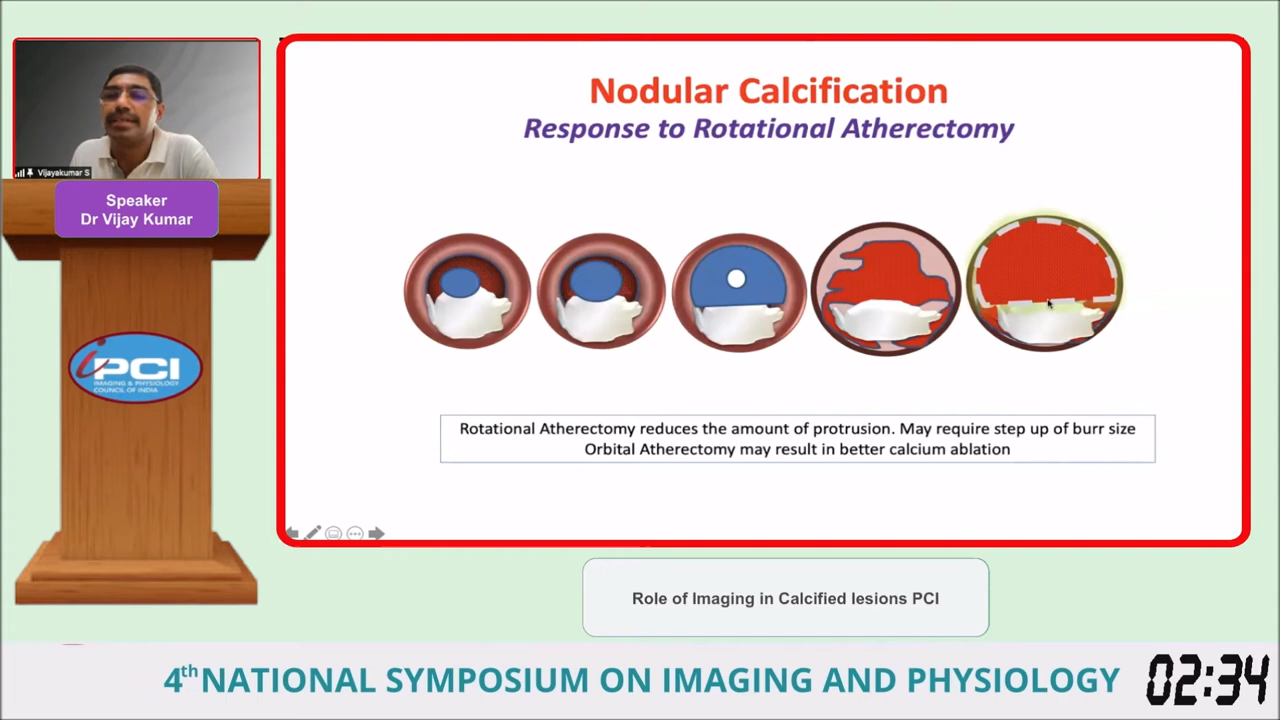 Vijayakumar S
Speaker
Dr Vijay Kumar
iPCI
IMAGING & PHYSIOLOGY
COUNCIL OF INDIA
Nodular Calcification
Response to Rotational Atherectomy
Rotational Atherectomy reduces the amount of protrusion. May require step up of burr size
Orbital Atherectomy may result in better calcium ablation
Role of Imaging in Calcified lesions PCI
4th NATIONAL SYMPOSIUM ON IMAGING AND PHYSIOLOGY
02:34